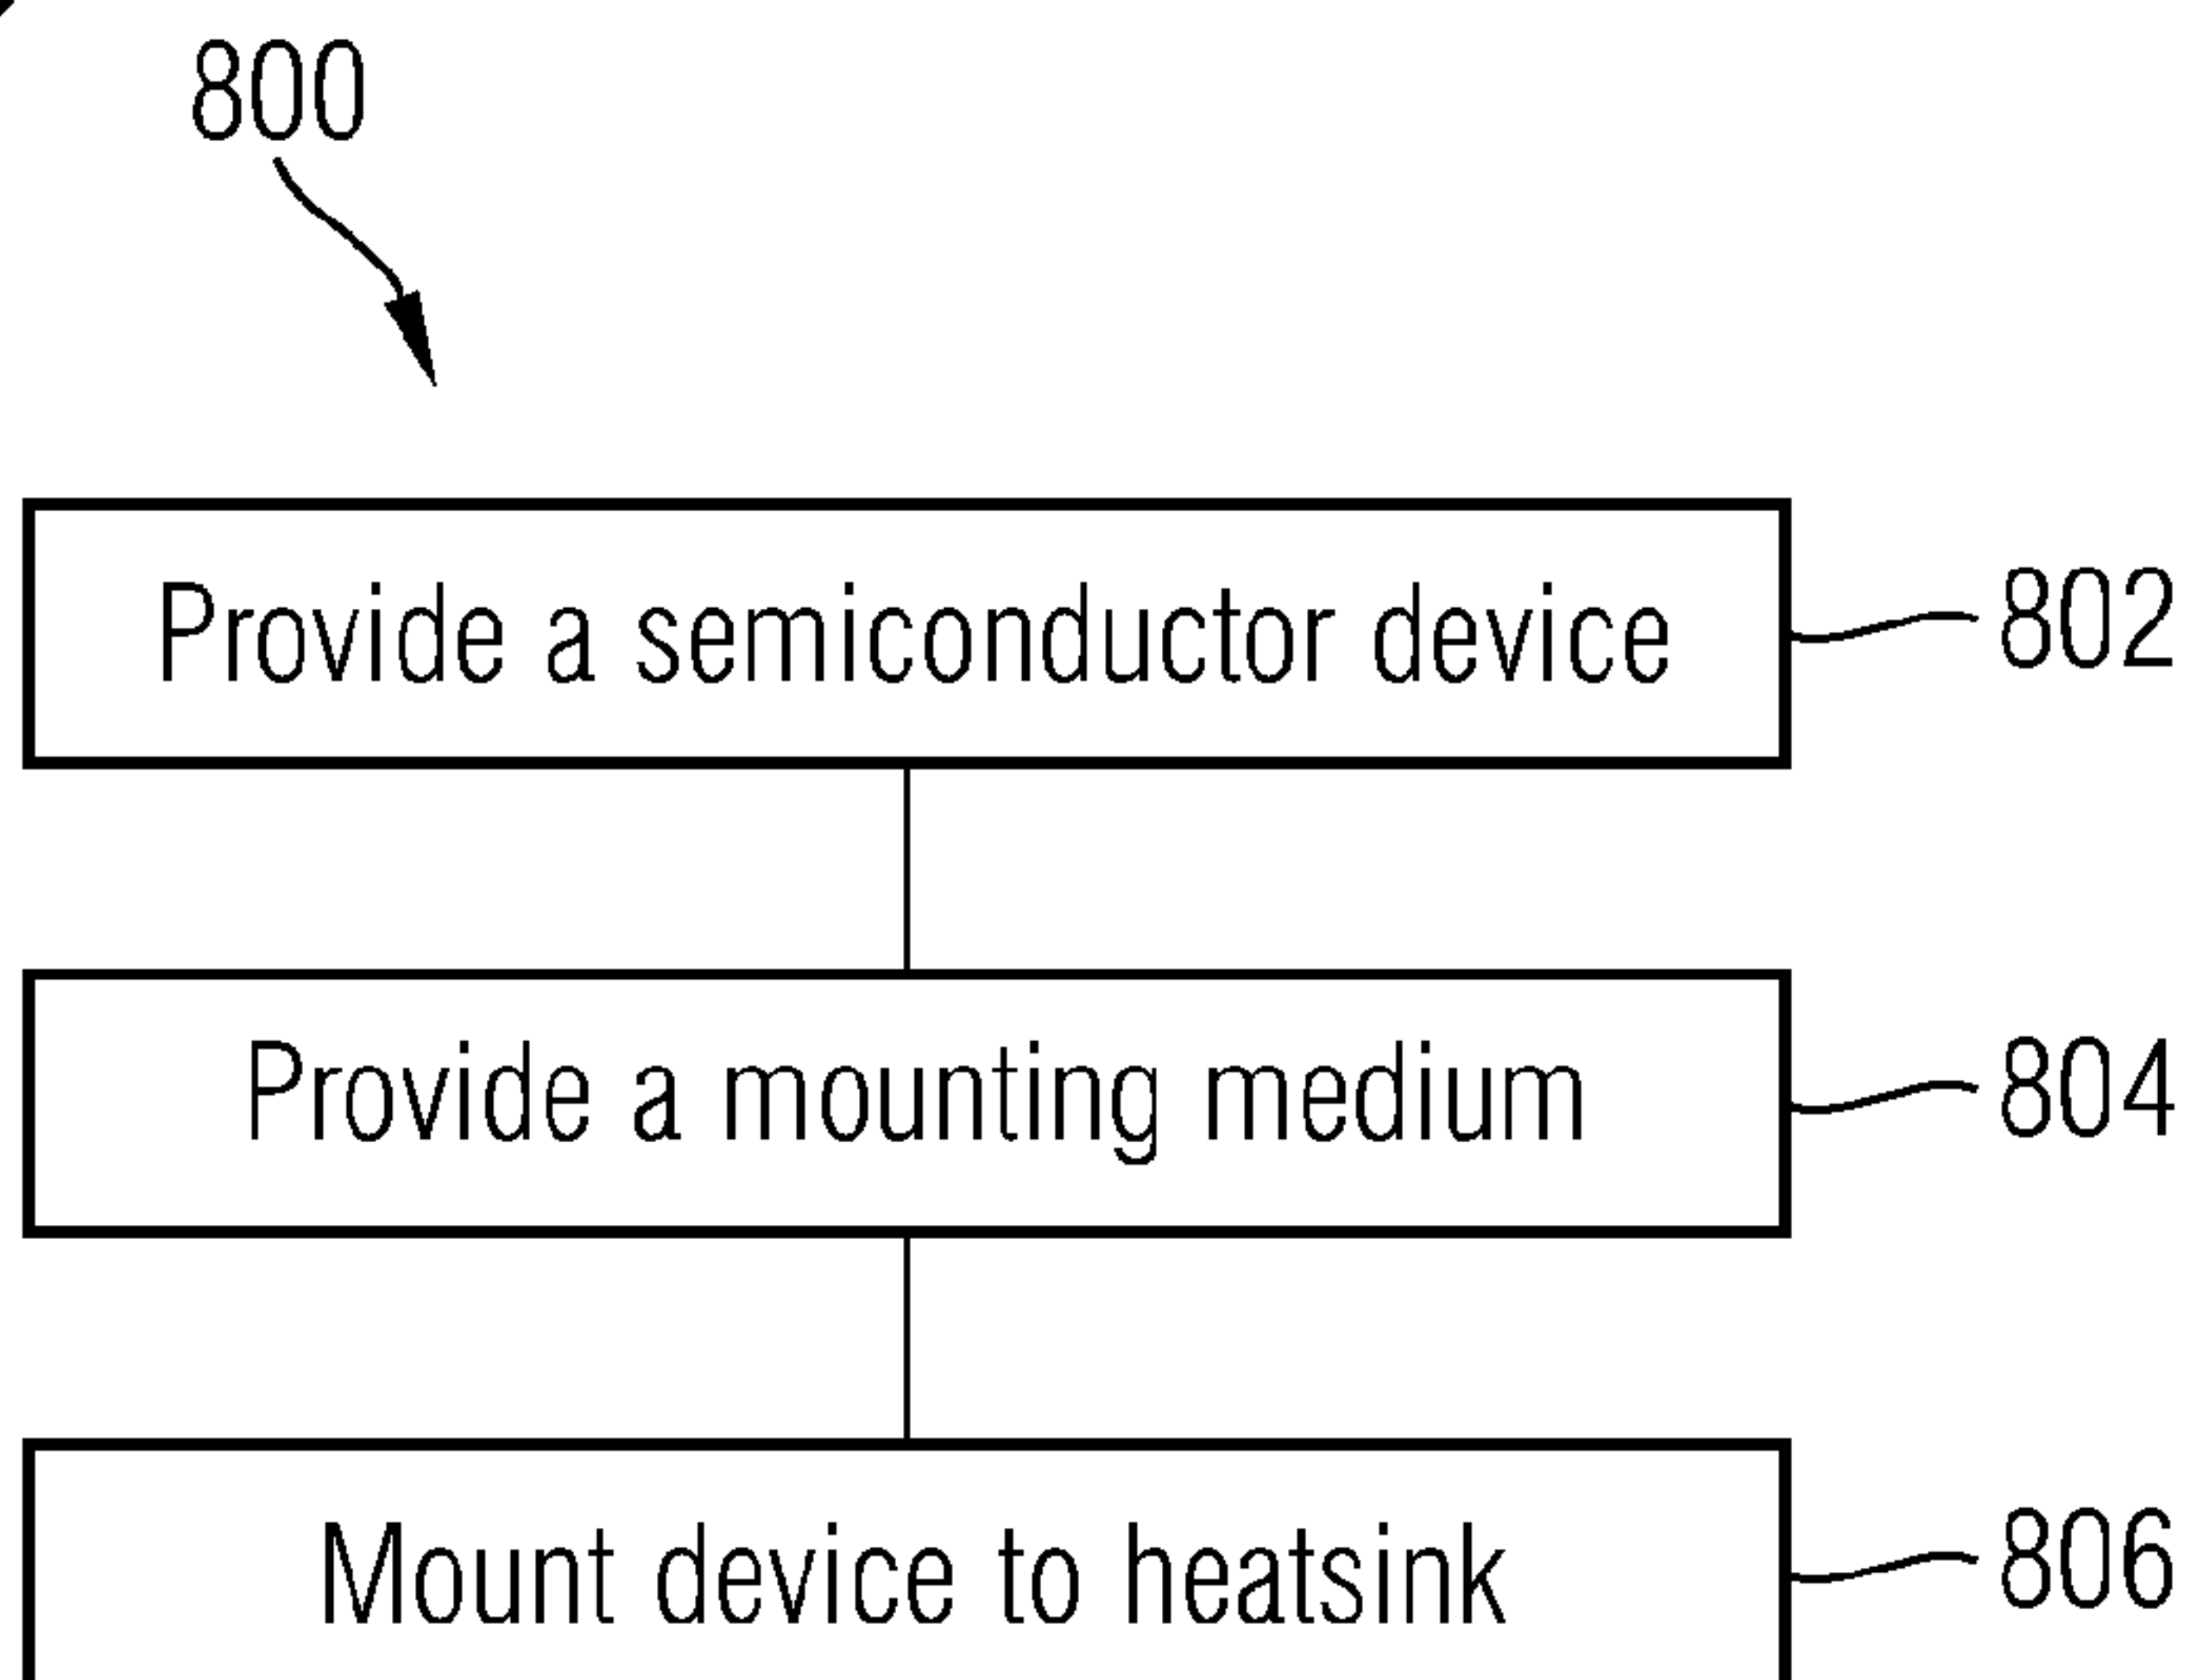 800
Provide a semiconductor device
802
Provide a mounting medium
804
Mount device to heatsink
806